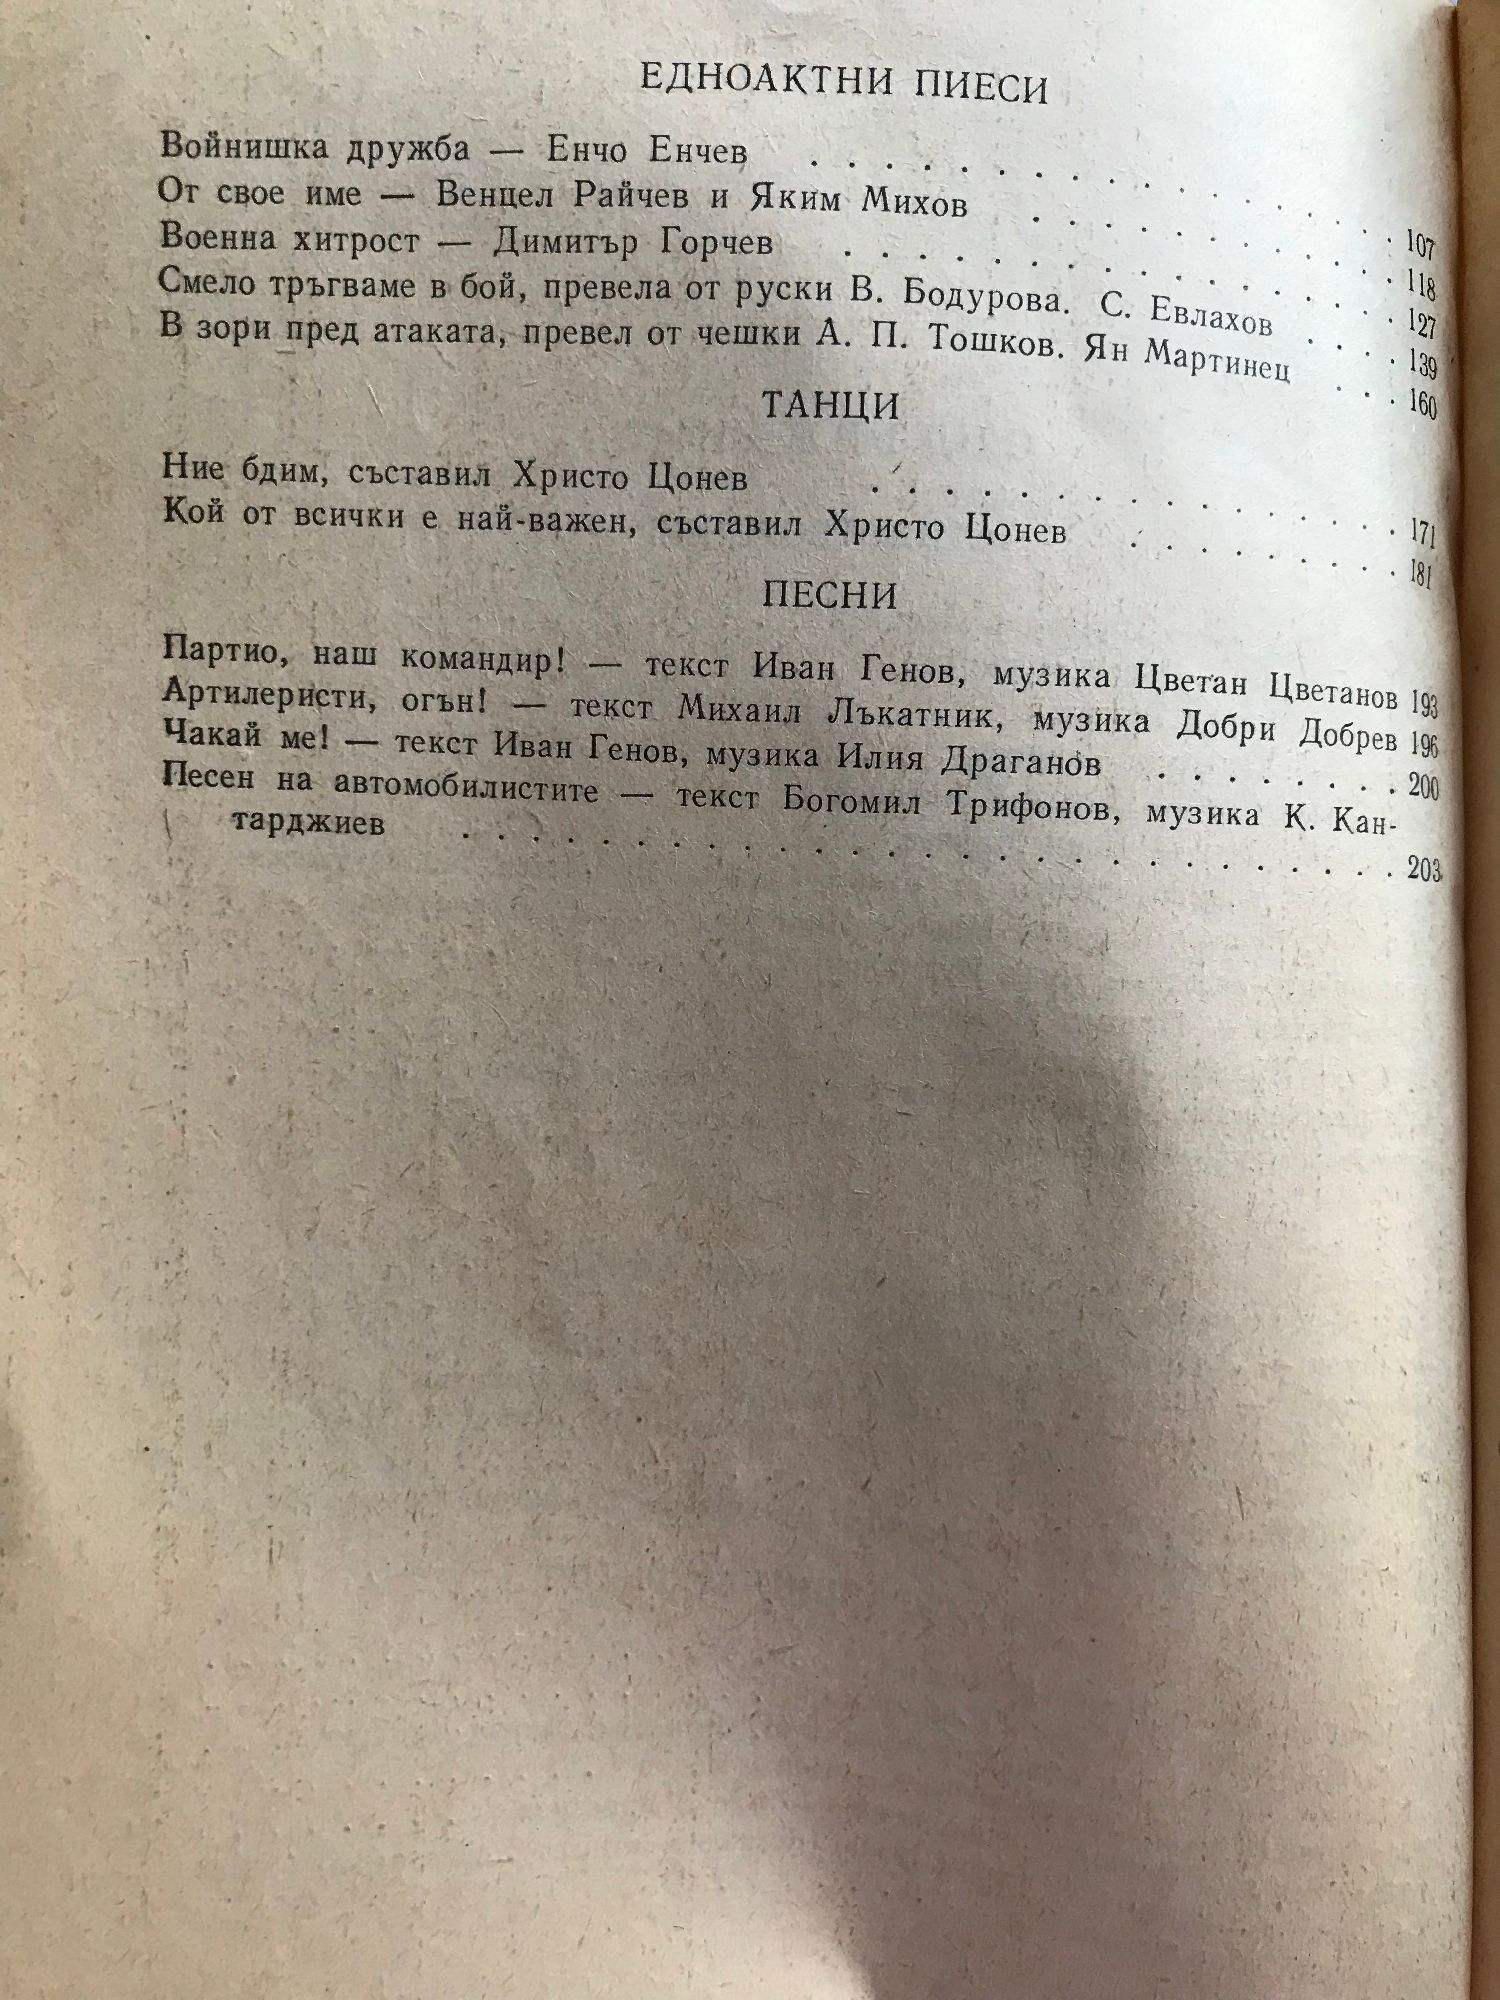 ЕДНОАКТНИ ПИЕСИ
Войнишка дружба — Енчо Енчев . . . . . . . . . . . . . . . . 107
От свое име — Венцел Райчев и Яким Михов . . . . . . . . . . 118
Военна хитрост — Димитър Горчев . . . . . . . . . . . . . . . 127
Смело тръгваме в бой, превела от руски В. Бодурова. С. Евлахов . . . . 139
В зори пред атаката, превел от чешки А. П. Тошков. Ян Мартинец . . . 160
ТАНЦИ
Ние бдим, съставил Христо Цонев . . . . . . . . . . . . . . . 171
Кой от всички е най-важен, съставил Христо Цонев . . . . . . . . 181
ПЕСНИ
Партио, наш командир! — текст Иван Генов, музика Цветан Цветанов 193
Артилеристи, огън! — текст Михаил Лъкатник, музика Добри Добрев 196
Чакай ме! — текст Иван Генов, музика Илия Драганов . . . . . . . 200
Песен на автомобилистите — текст Богомил Трифонов, музика К. Кан-
тарджиев . . . . . . . . . . . . . . . . . . . . . . . . . . 203